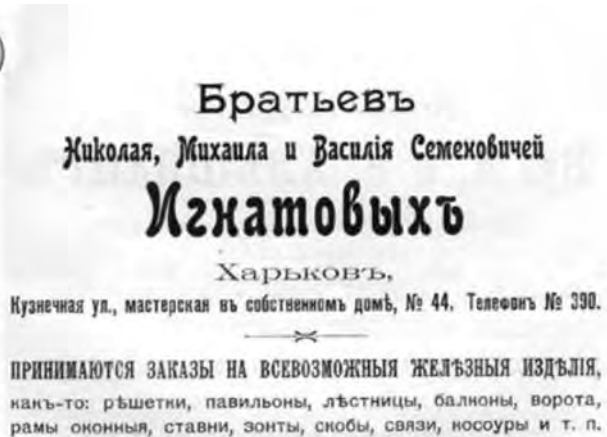 Братьевъ
Николая, Михаила и Василія Семеновичей
Игнатовыхъ
Харьковъ,
Кузнечная ул., мастерская въ собственномъ домѣ, № 44. Телефонъ № 390.
ПРИНИМАЮТСЯ ЗАКАЗЫ НА ВСЕВОЗМОЖНЫЯ ЖЕЛѢЗНЫЯ ИЗДѢЛІЯ,
какъ-то: рѣшетки, павильоны, лѣстницы, балконы, ворота,
рамы оконныя, ставни, зонты, скобы, связи, косоуры и т. п.